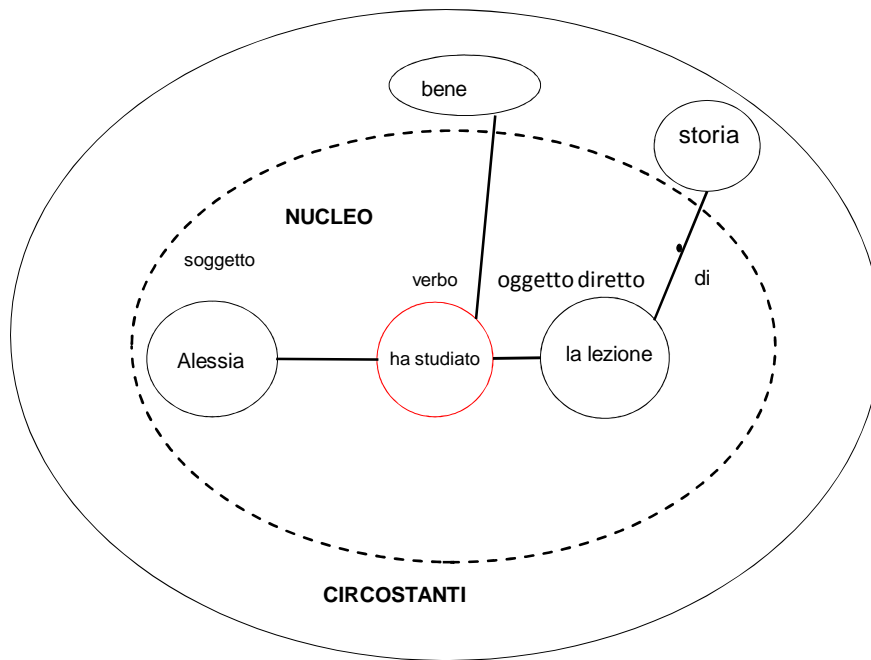 bene
storia
NUCLEO
soggetto
verbo
oggetto diretto
di
Alessia
ha studiato
la lezione
CIRCOSTANTI